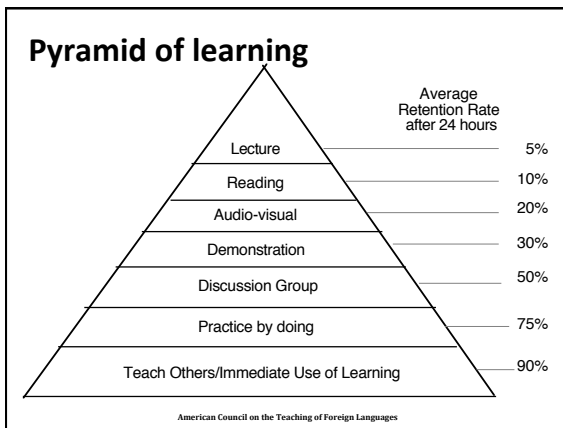 Pyramid of learning
Average
Retention Rate
after 24 hours
Lecture
5%
Reading
10%
Audio-visual
20%
Demonstration
30%
Discussion Group
50%
Practice by doing
75%
Teach Others/Immediate Use of Learning
90%
American Council on the Teaching of Foreign Languages